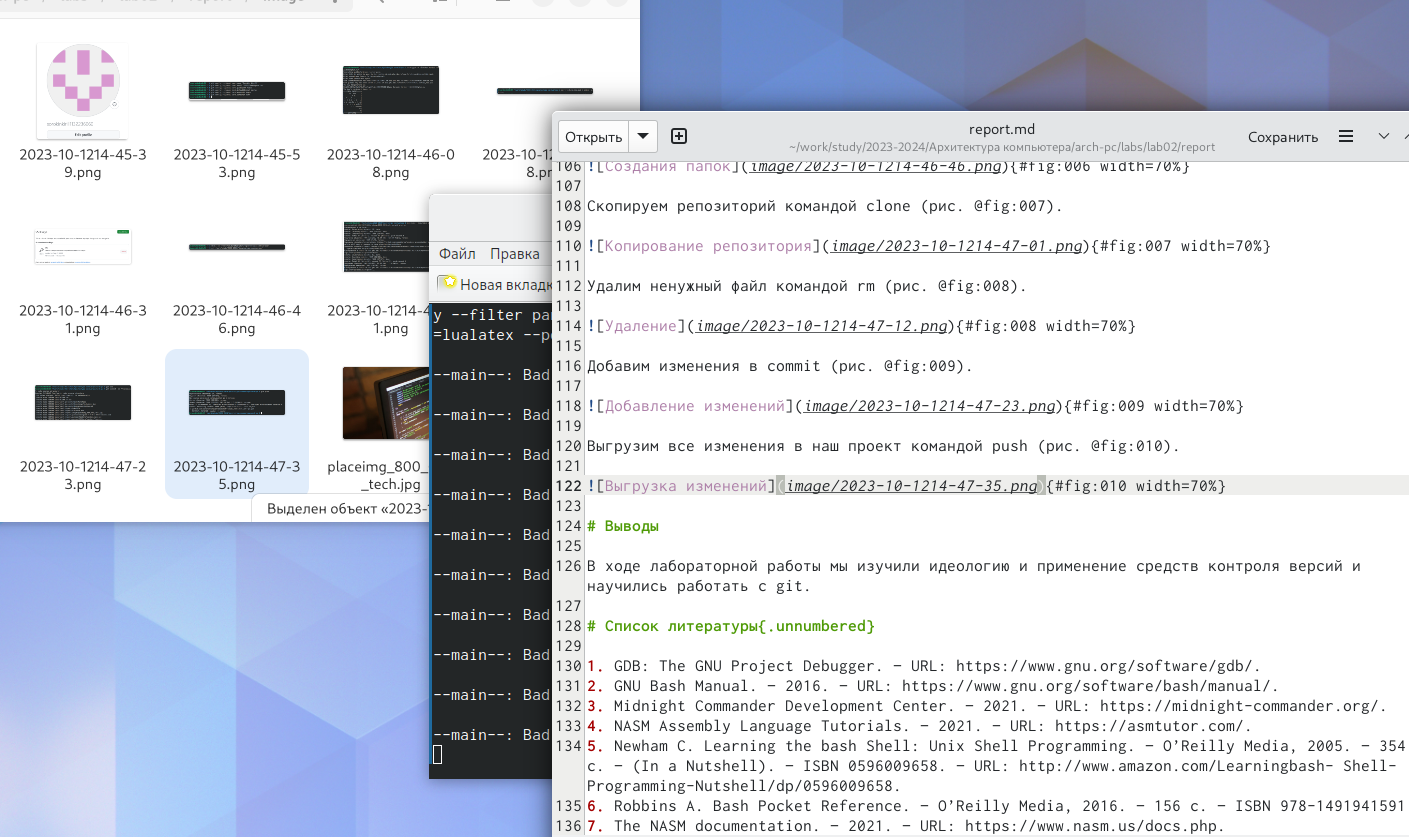 2023-10-1214-45-3
9.png
2023-10-1214-45-5
3.png
2023-10-1214-46-0
8.png
2023-10-12
8.p
2023-10-1214-46-3
1.png
2023-10-1214-46-4
6.png
2023-10-1214-4
1.png
2023-10-1214-47-2
3.png
2023-10-1214-47-3
5.png
placeimg_800_
_tech.jpg
Выделен объект «2023-1
Файл Правка
Новая вкладк
y --filter pan
=lualatex --p
--main--: Bad
--main--: Bad
--main--: Bad
--main--: Bad
--main--: Bad
--main--: Bad
--main--: Bad
--main--: Bad
--main--: Bad
--main--: Bad
Открыть
report.md
~/work/study/2023-2024/Архитектура компьютера/arch-pc/labs/lab02/report
Сохранить
106 ![Создания папок](image/2023-10-1214-46-46.png){#fig:006 width=70%}
107
108 Скопируем репозиторий командой clone (рис. @fig:007).
109
110 ![Копирование репозитория](image/2023-10-1214-47-01.png){#fig:007 width=70%}
111
112 Удалим ненужный файл командой rm (рис. @fig:008).
113
114 ![Удаление](image/2023-10-1214-47-12.png){#fig:008 width=70%}
115
116 Добавим изменения в commit (рис. @fig:009).
117
118 ![Добавление изменений](image/2023-10-1214-47-23.png){#fig:009 width=70%}
119
120 Выгрузим все изменения в наш проект командой push (рис. @fig:010).
121
122 ![Выгрузка изменений](image/2023-10-1214-47-35.png){#fig:010 width=70%}
123
124 # Выводы
125
126 В ходе лабораторной работы мы изучили идеологию и применение средств контроля версий и
научились работать с git.
127
128 # Список литературы{.unnumbered}
129
130 1. GDB: The GNU Project Debugger. — URL: https://www.gnu.org/software/gdb/.
131 2. GNU Bash Manual. — 2016. — URL: https://www.gnu.org/software/bash/manual/.
132 3. Midnight Commander Development Center. — 2021. — URL: https://midnight-commander.org/.
133 4. NASM Assembly Language Tutorials. — 2021. — URL: https://asmtutor.com/.
134 5. Newham C. Learning the bash Shell: Unix Shell Programming. — O’Reilly Media, 2005. — 354
с. — (In a Nutshell). — ISBN 0596009658. — URL: http://www.amazon.com/Learningbash- Shell-
Programming-Nutshell/dp/0596009658.
135 6. Robbins A. Bash Pocket Reference. — O’Reilly Media, 2016. — 156 с. — ISBN 978-1491941591
136 7. The NASM documentation. — 2021. — URL: https://www.nasm.us/docs.php.